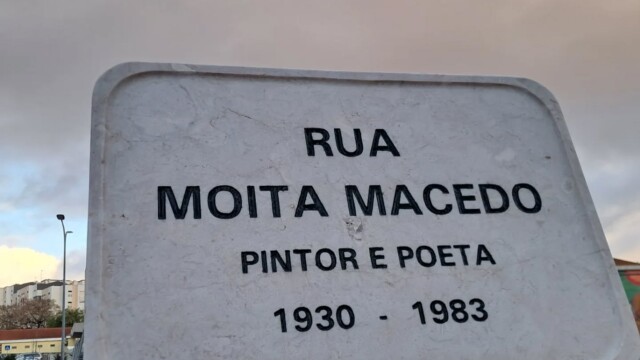 RUA
MOITA MACEDO
PINTOR E POETA
1930 - 1983